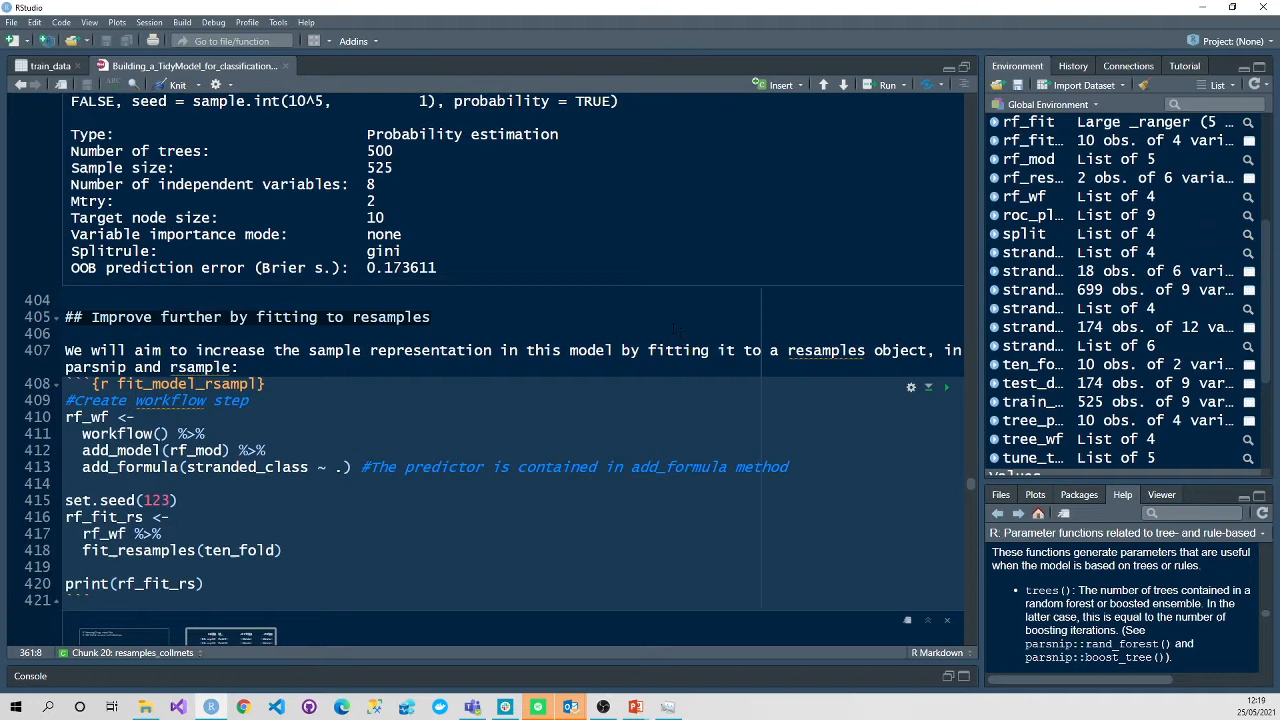 RStudio
File Edit Code View Plots Session Build Debug Profile Tools Help
Go to file/function Addins Project: (None)
train_data Building_a_TidyModel_for_classification...
Knit Insert Run
FALSE, seed = sample.int(10^5, 1), probability = TRUE)
Type: Probability estimation
Number of trees: 500
Sample size: 525
Number of independent variables: 8
Mtry: 2
Target node size: 10
Variable importance mode: none
Splitrule: gini
OOB prediction error (Brier s.): 0.173611
404
405 ## Improve further by fitting to resamples
406
407 We will aim to increase the sample representation in this model by fitting it to a resamples object, in
parsnip and rsample:
408 ```{r fit_model_rsampl}
409 #Create workflow step
410 rf_wf <-
411 workflow() %>%
412 add_model(rf_mod) %>%
413 add_formula(stranded_class ~ .) #The predictor is contained in add_formula method
414
415 set.seed(123)
416 rf_fit_rs <-
417 rf_wf %>%
418 fit_resamples(ten_fold)
419
420 print(rf_fit_rs)
421 ```
361:8 Chunk 20: resamples_collmets R Markdown
Console
Environment History Connections Tutorial
Import Dataset List
Global Environment
rf_fit Large _ranger (5 ...
rf_fit... 10 obs. of 4 vari...
rf_mod List of 5
rf_res... 2 obs. of 6 varia...
rf_wf List of 4
roc_pl... List of 9
split List of 4
strand... List of 4
strand... 18 obs. of 6 vari...
strand... 699 obs. of 9 var...
strand... List of 4
strand... 174 obs. of 12 va...
strand... List of 6
ten_fo... 10 obs. of 2 vari...
test_d... 174 obs. of 9 var...
train_... 525 obs. of 9 var...
tree_p... 10 obs. of 4 vari...
tree_wf List of 4
tune_t... List of 5
Values
Files Plots Packages Help Viewer
R: Parameter functions related to tree- and rule-based
These functions generate parameters that are useful
when the model is based on trees or rules.
• trees(): The number of trees contained in a
random forest or boosted ensemble. In the
latter case, this is equal to the number of
boosting iterations. (See
parsnip::rand_forest() and
parsnip::boost_tree()).
12:19
25/05/2021